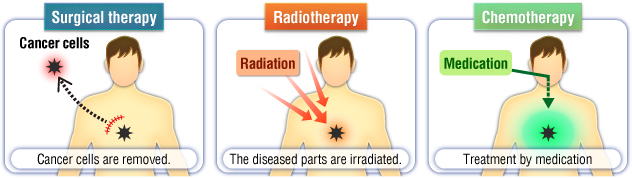 Surgical therapy
Cancer cells
Cancer cells are removed.
Radiotherapy
Radiation
The diseased parts are irradiated.
Chemotherapy
Medication
Treatment by medication